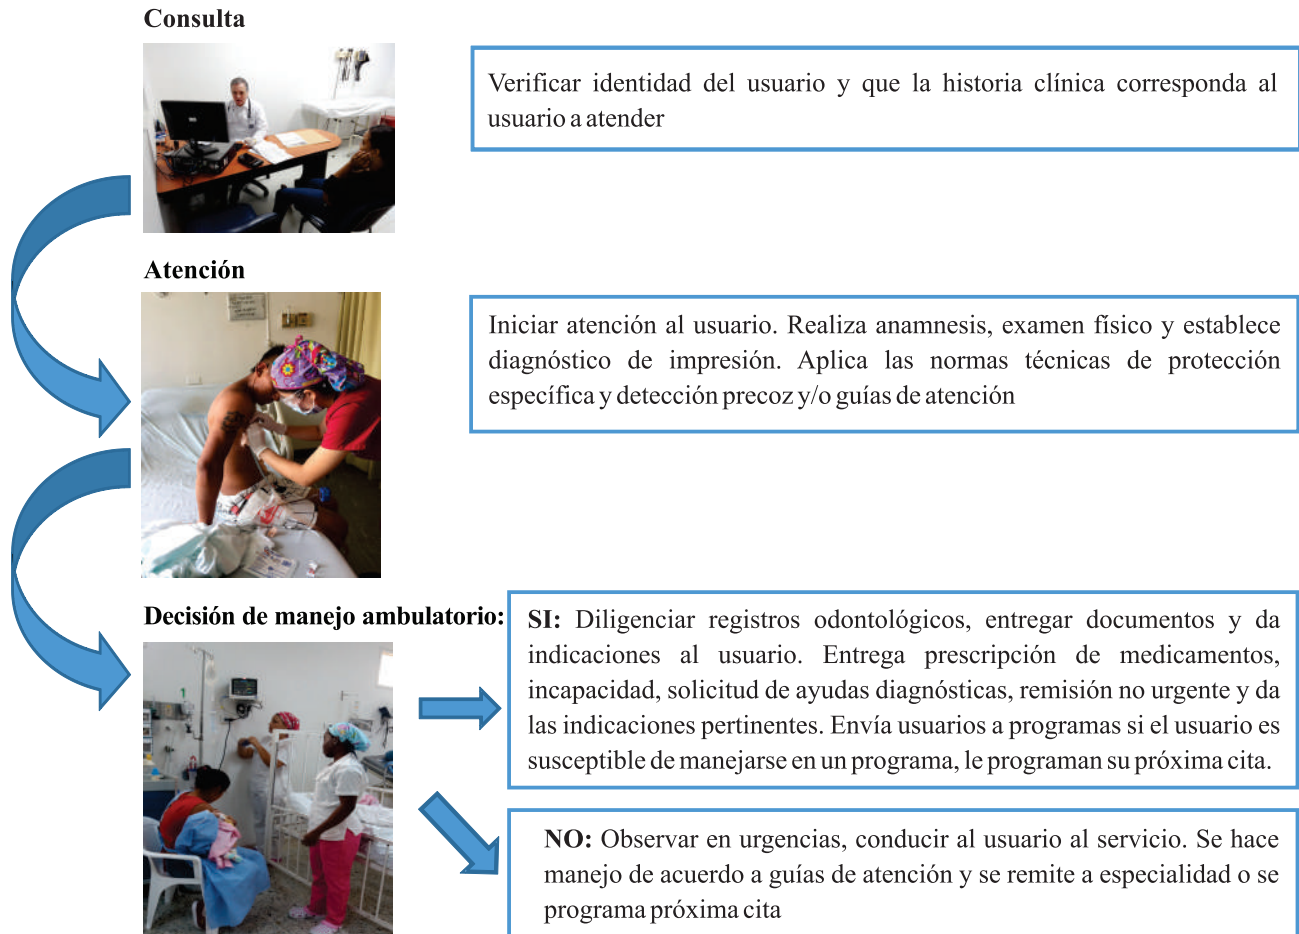 Consulta
Verificar identidad del usuario y que la historia clínica corresponda al
usuario a atender
Atención
Iniciar atención al usuario. Realiza anamnesis, examen físico y establece
diagnóstico de impresión. Aplica las normas técnicas de protección
específica y detección precoz y/o guías de atención
Decisión de manejo ambulatorio:
SI: Diligenciar registros odontológicos, entregar documentos y da
indicaciones al usuario. Entrega prescripción de medicamentos,
incapacidad, solicitud de ayudas diagnósticas, remisión no urgente y da
las indicaciones pertinentes. Envía usuarios a programas si el usuario es
susceptible de manejarse en un programa, le programan su próxima cita.
NO: Observar en urgencias, conducir al usuario al servicio. Se hace
manejo de acuerdo a guías de atención y se remite a especialidad o se
programa próxima cita